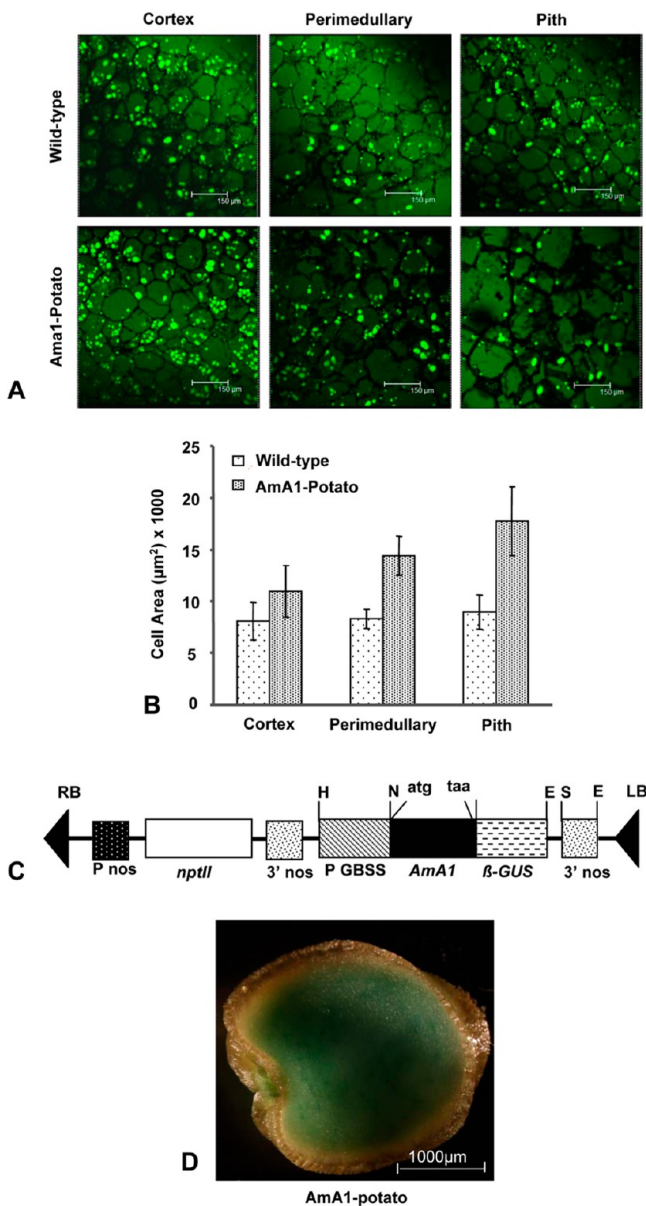 Cortex Perimedullary Pith
Wild-type
150 µm 150 µm 150 µm
Ama1-Potato
150 µm 150 µm 150 µm
A
25
20
15
10
5
0
Cell Area (µm²) x 1000
Wild-type
AmA1-Potato
B
Cortex Perimedullary Pith
RB H N atg taa E S E LB
P nos nptII 3' nos P GBSS AmA1 ß-GUS 3' nos
C
1000µm
D
AmA1-potato